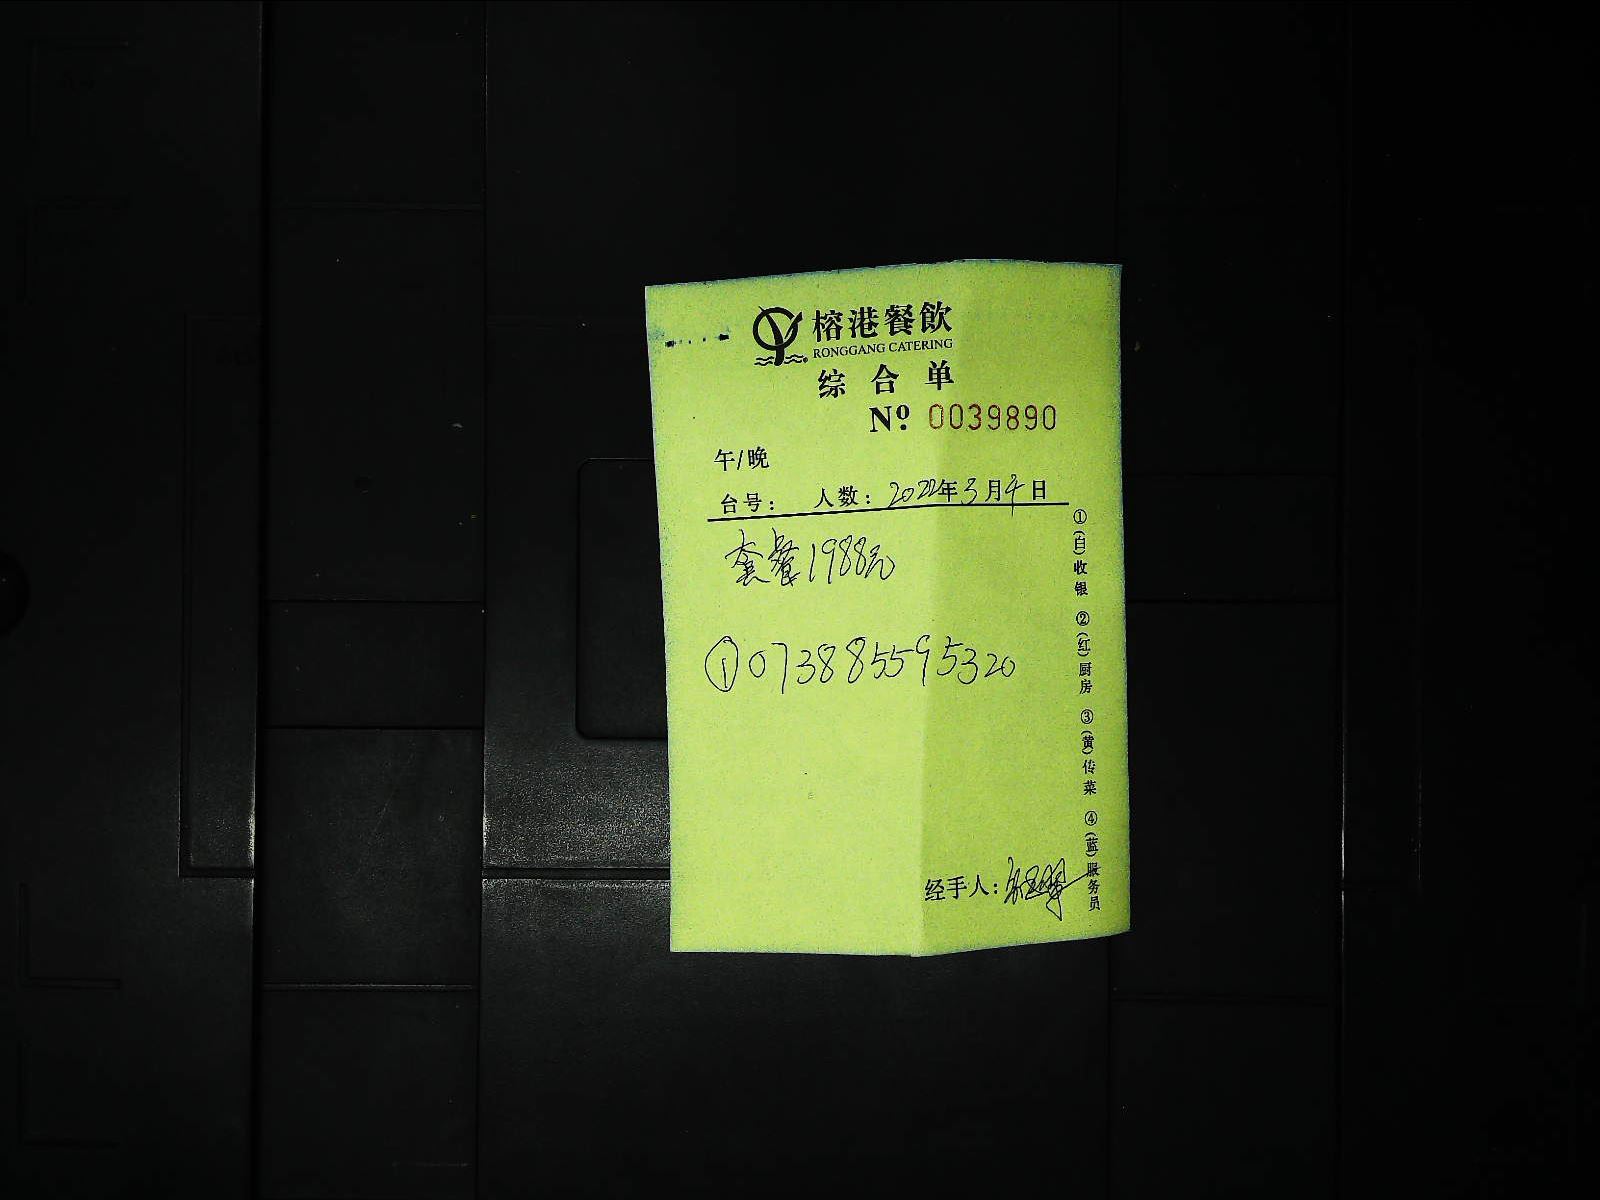 榕港餐飲
RONGGANG CATERING
综合单
Nº. 0039890
午/晚
台号： 人数： 2022年3月4日
套餐1988元
①073885595320
经手人：
①(白)收银 ②(红)厨房 ③(黄)传菜 ④(蓝)服务员